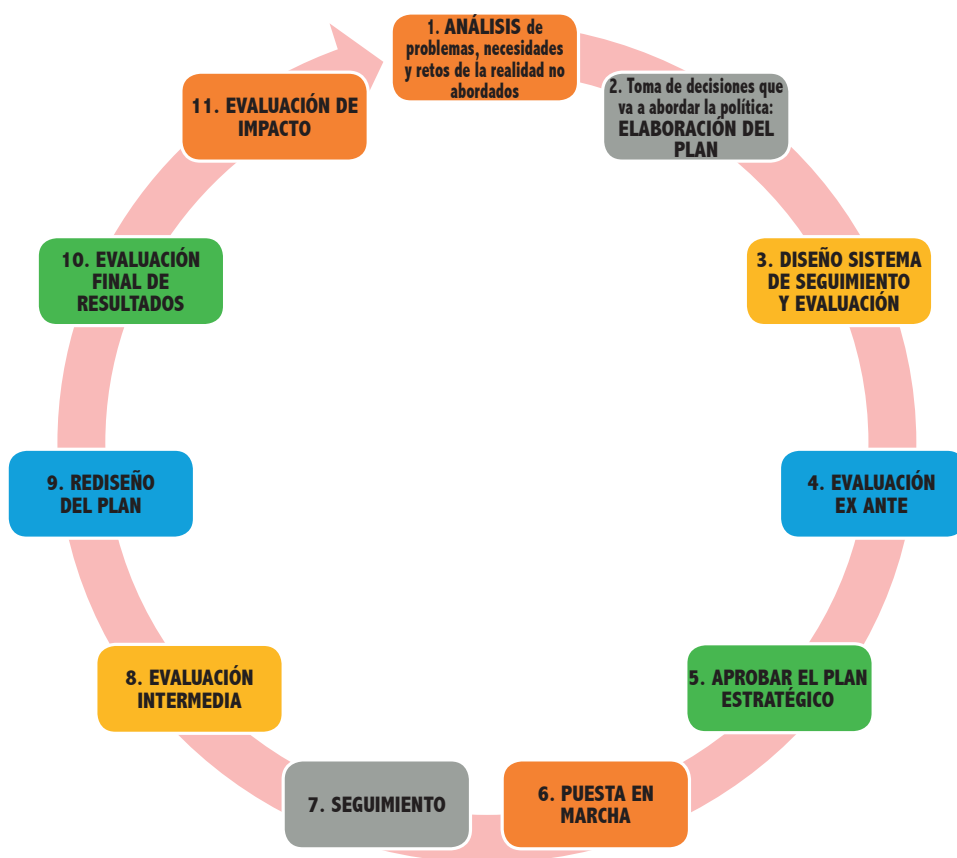 1. ANÁLISIS de
problemas, necesidades
y retos de la realidad no
abordados
2. Toma de decisiones que
va a abordar la política:
ELABORACIÓN DEL
PLAN
3. DISEÑO SISTEMA
DE SEGUIMIENTO
Y EVALUACIÓN
4. EVALUACIÓN
EX ANTE
5. APROBAR EL PLAN
ESTRATÉGICO
6. PUESTA EN
MARCHA
7. SEGUIMIENTO
8. EVALUACIÓN
INTERMEDIA
9. REDISEÑO
DEL PLAN
10. EVALUACIÓN
FINAL DE
RESULTADOS
11. EVALUACIÓN DE
IMPACTO